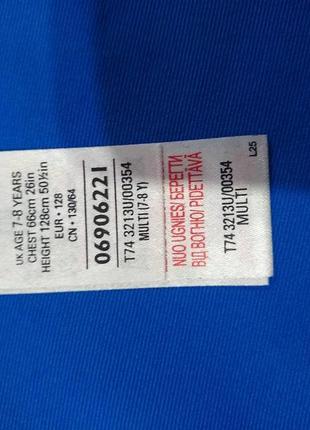 UK AGE 7-8 YEARS
CHEST 66cm 26in
HEIGHT 128cm 50½in
EUR • 128
CN • 130/64
06906221
T74 3213U/00354
MULTI (7-8 Y)
NUO UGNIES/ БЕРЕГТИ
ВІД ВОГНЮ/ PIDETTÄVÄ
T74 3213U/00354
MULTI
L25